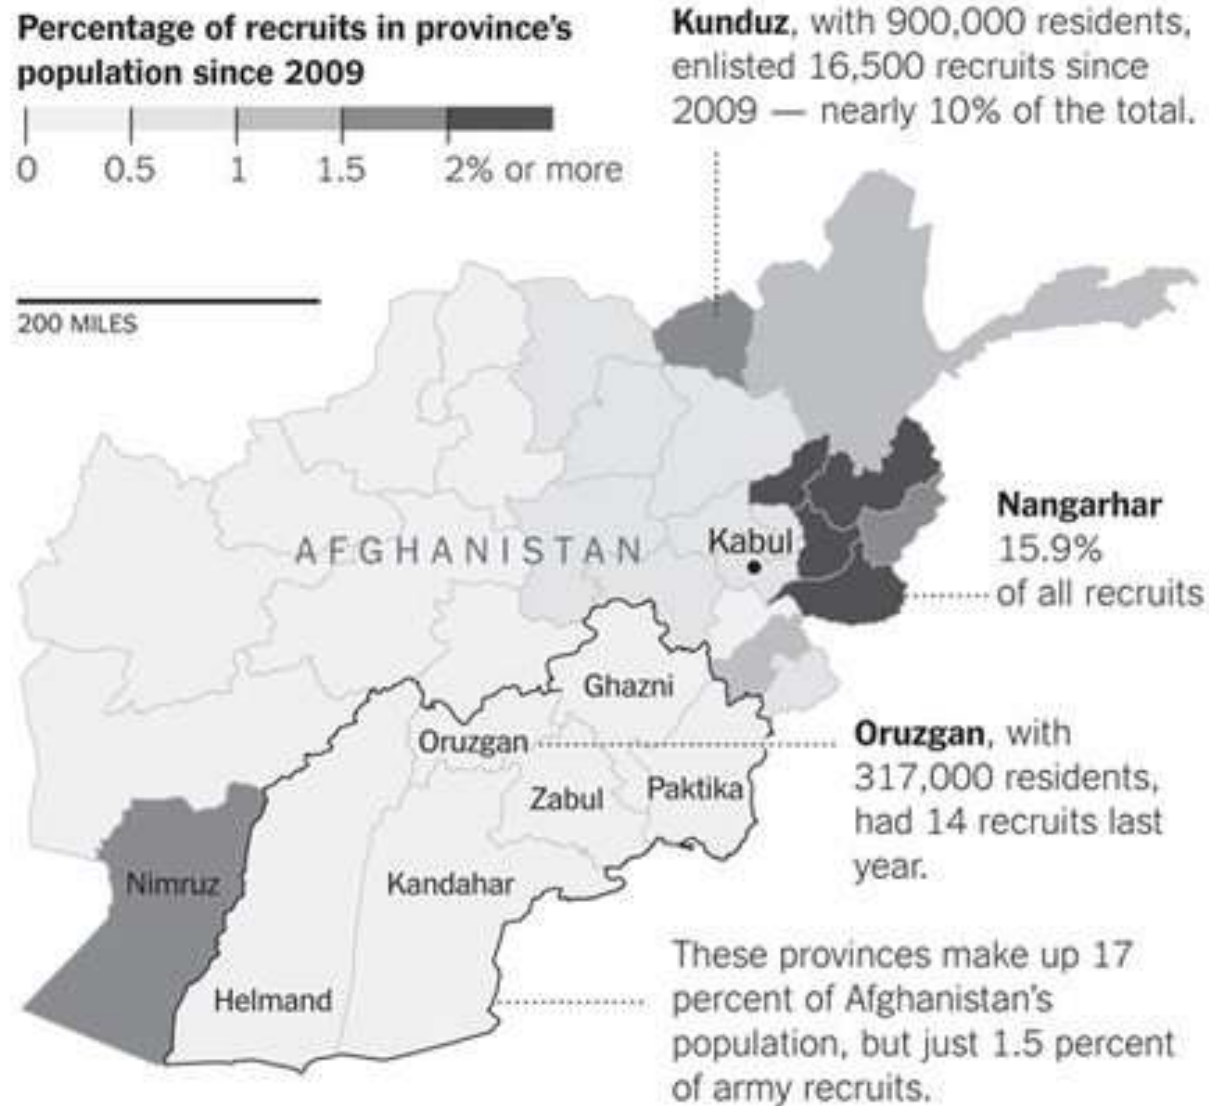 Percentage of recruits in province's
population since 2009
0 0.5 1 1.5 2% or more
200 MILES
Kunduz, with 900,000 residents,
enlisted 16,500 recruits since
2009 — nearly 10% of the total.
AFGHANISTAN
Kabul
Nangarhar
15.9%
of all recruits
Ghazni
Oruzgan
Zabul
Paktika
Oruzgan, with
317,000 residents,
had 14 recruits last
year.
Nimruz
Kandahar
Helmand
These provinces make up 17
percent of Afghanistan's
population, but just 1.5 percent
of army recruits.